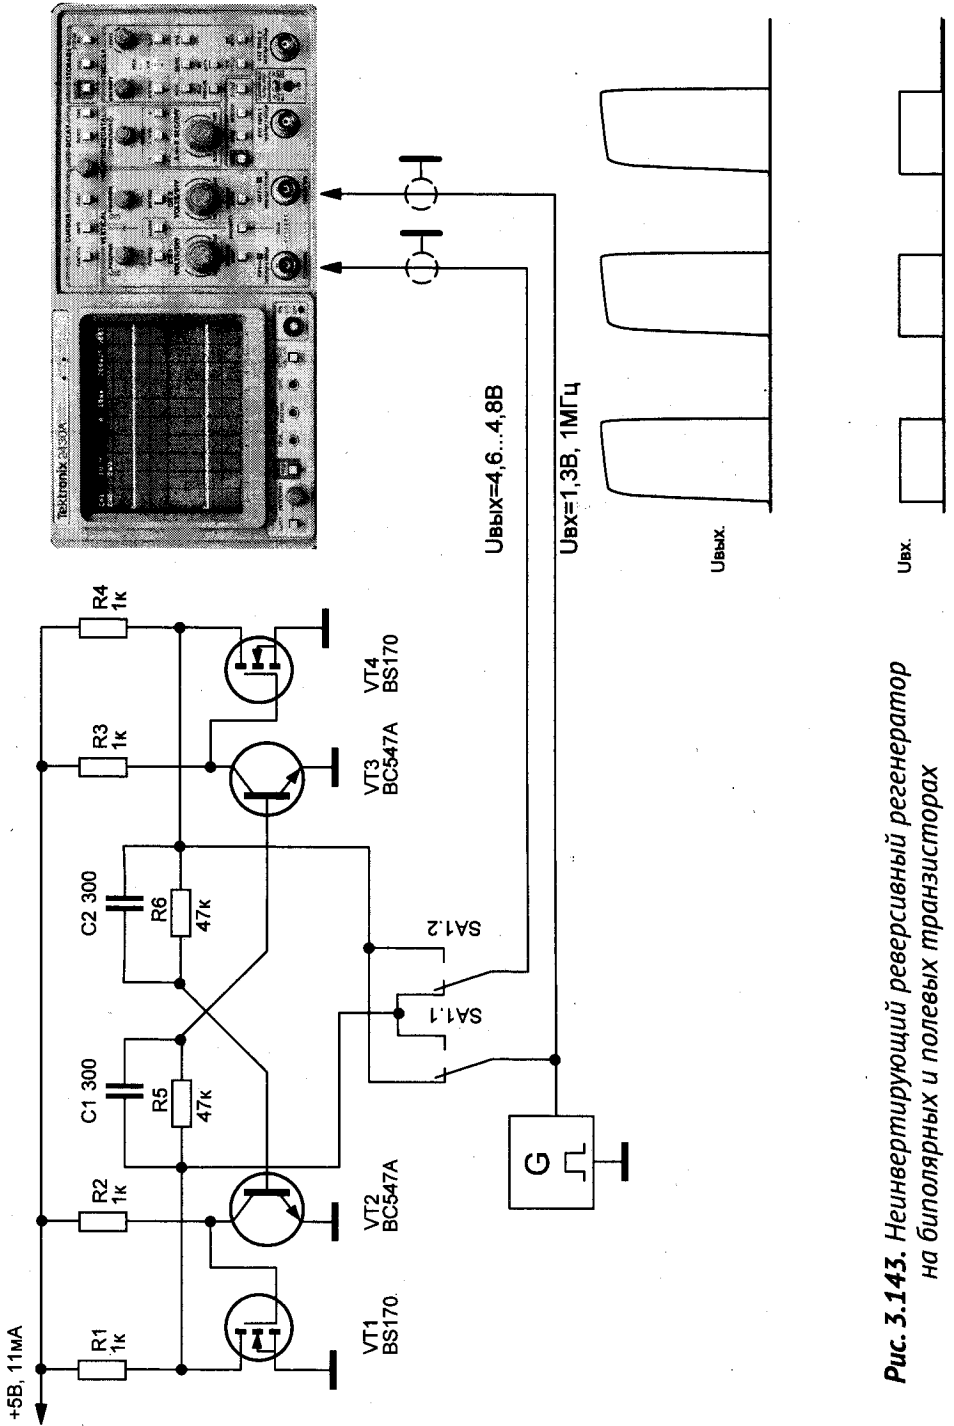 +5В, 11мА
R1
1к
R2
1к
R3
1к
R4
1к
C1 300
R5
47к
C2 300
R6
47к
VT1
BS170
VT2
BC547A
VT3
BC547A
VT4
BS170
SA1.1
SA1.2
G
Tektronix 2430A
Uвых=4,6...4,8В
Uвх=1,3В, 1МГц
Uвых.
Uвх.
Рис. 3.143. Неинвертирующий реверсивный регенератор
на биполярных и полевых транзисторах